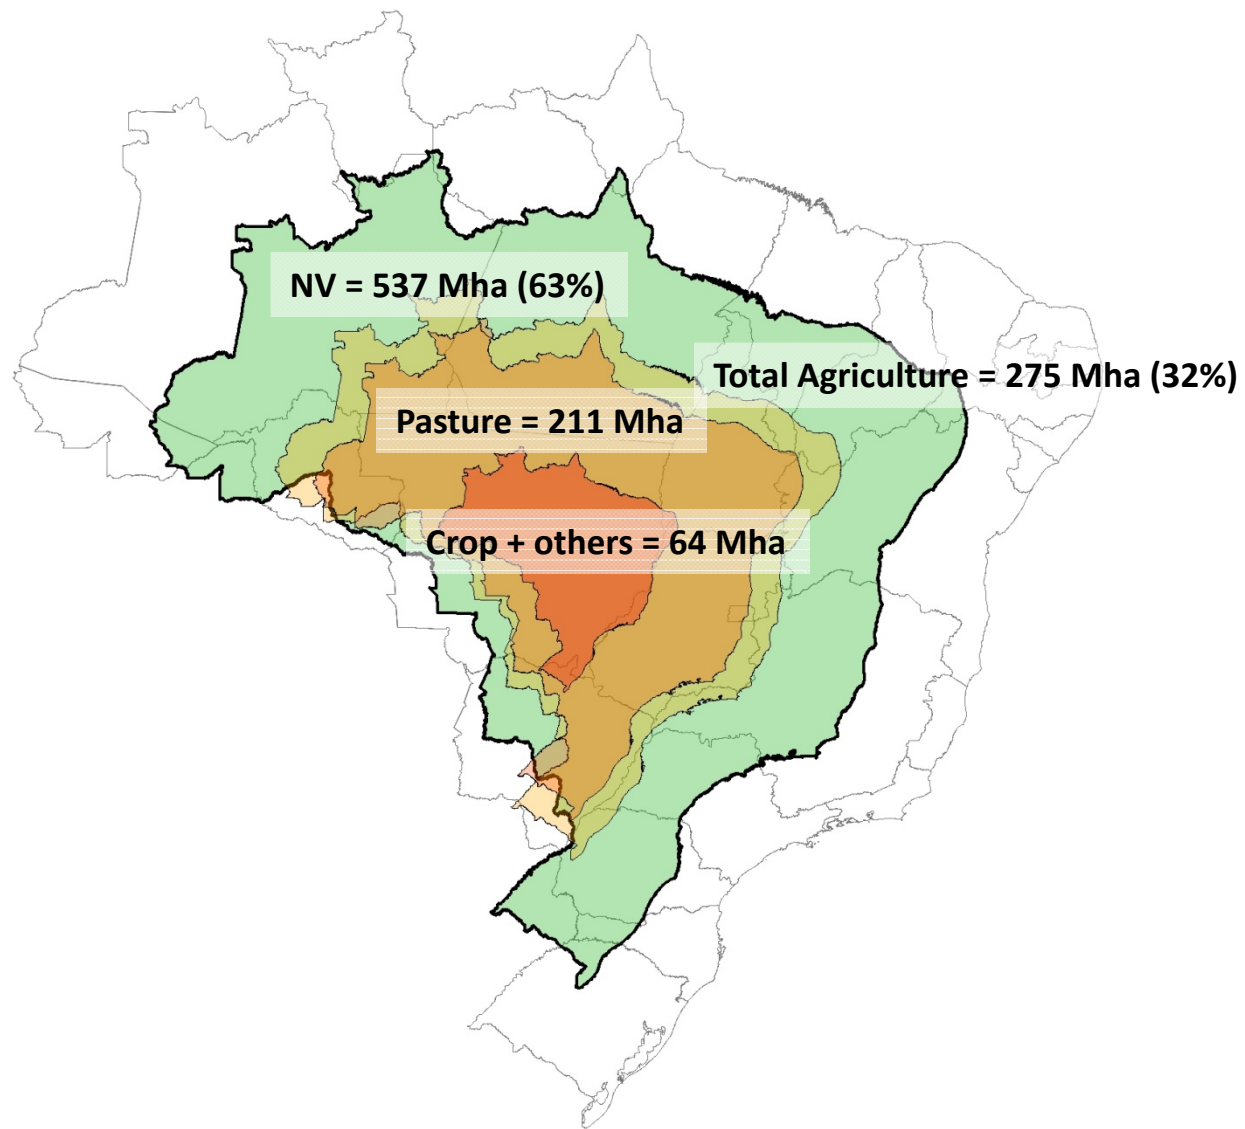 NV = 537 Mha (63%)
Total Agriculture = 275 Mha (32%)
Pasture = 211 Mha
Crop + others = 64 Mha